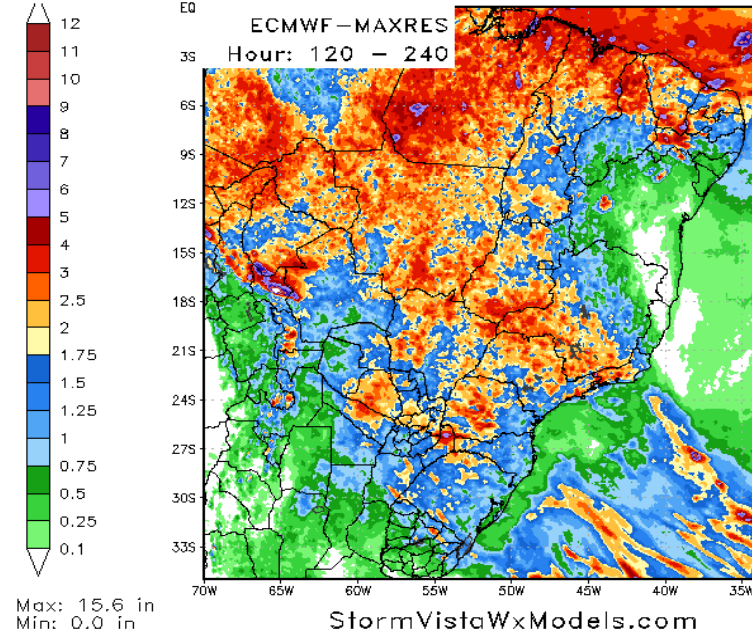 ECMWF-MAXRES
Hour: 120 - 240
12
11
10
9
8
7
6
5
4
3
2.5
2
1.75
1.5
1.25
1
0.75
0.5
0.25
0.1
EQ
3S
6S
9S
12S
15S
18S
21S
24S
27S
30S
33S
70W
65W
60W
55W
50W
45W
40W
35W
Max: 15.6 in
Min: 0.0 in
StormVistaWxModels.com